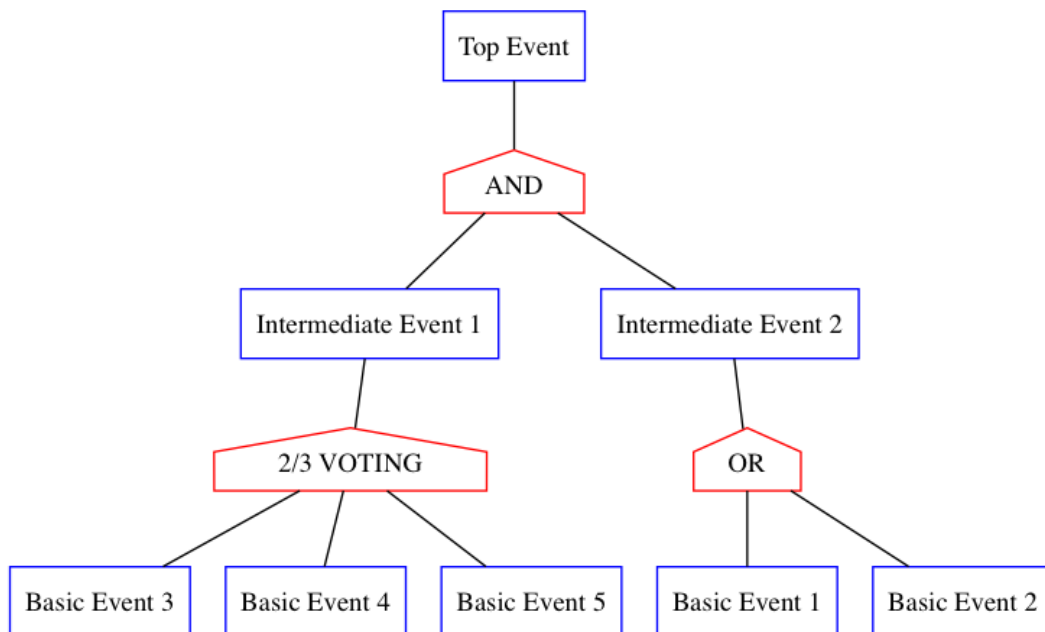 Top Event
AND
Intermediate Event 1
Intermediate Event 2
2/3 VOTING
OR
Basic Event 3
Basic Event 4
Basic Event 5
Basic Event 1
Basic Event 2